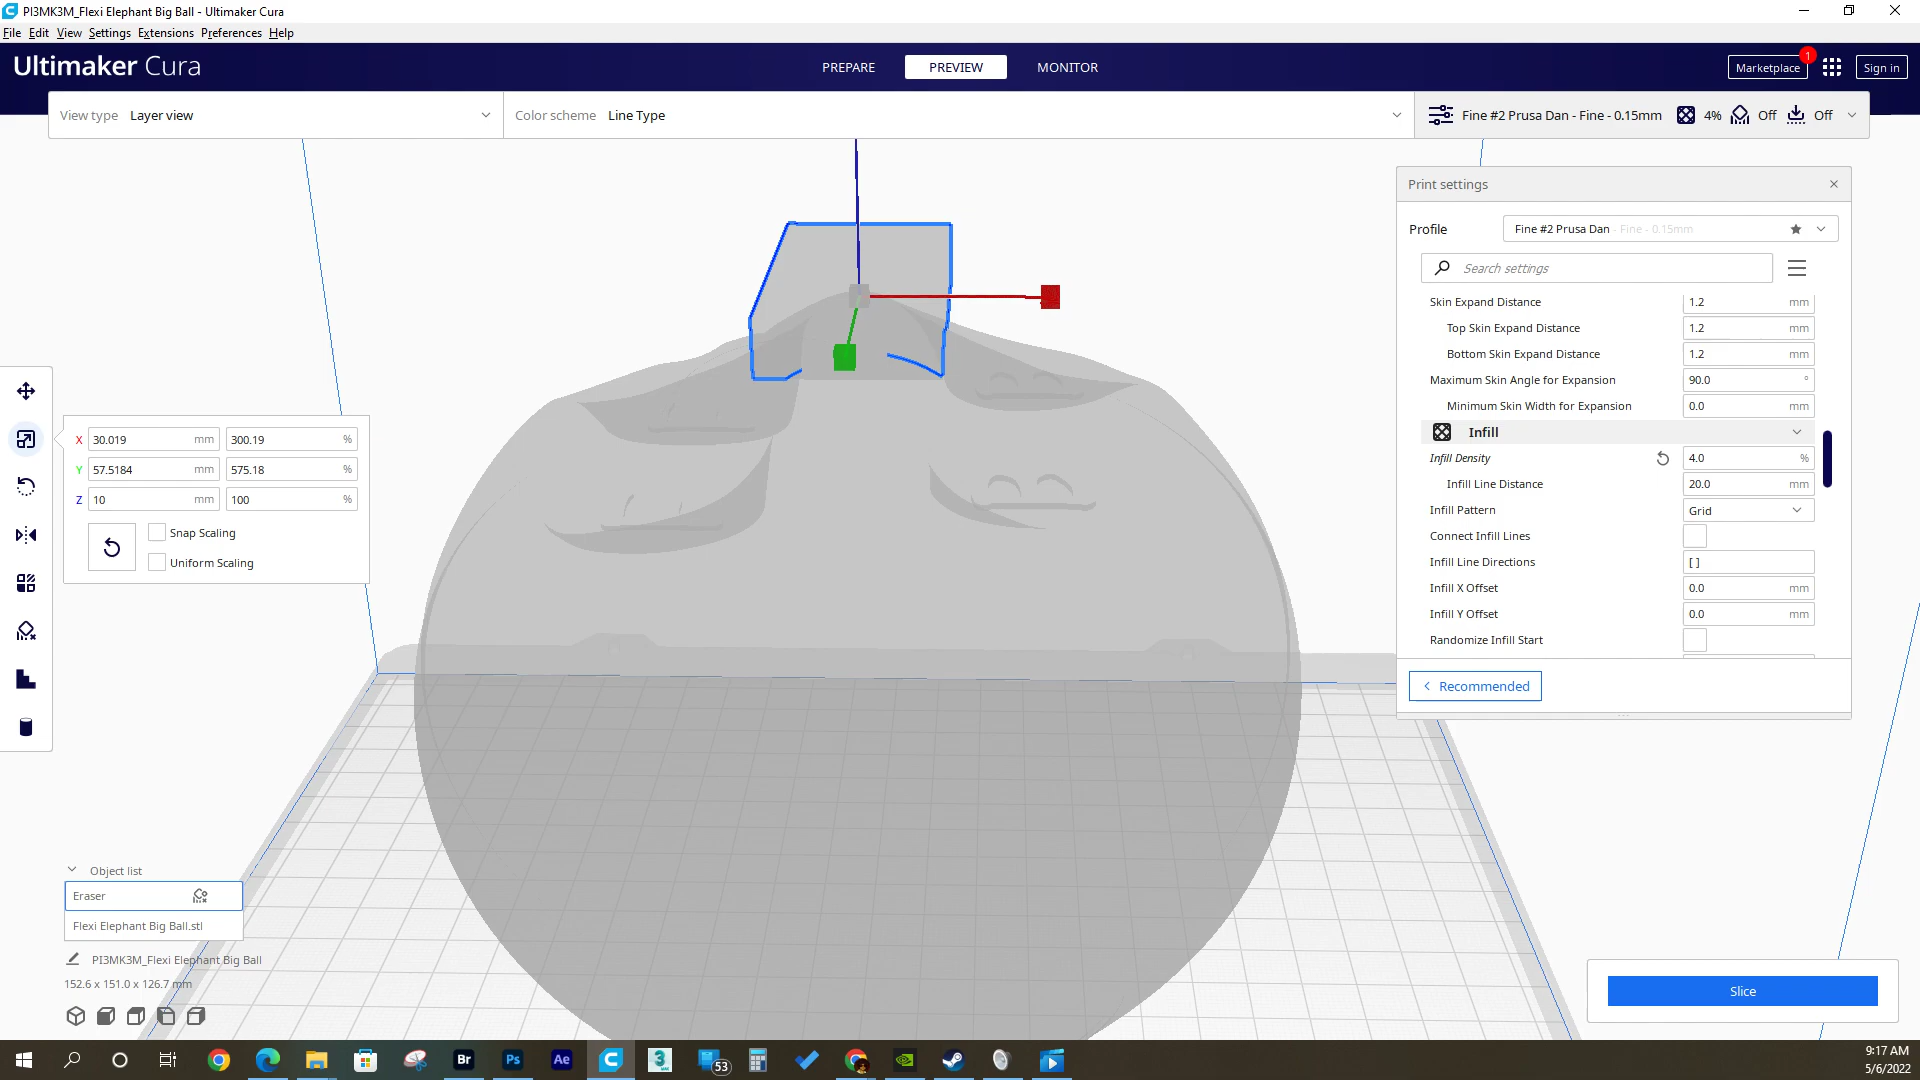 PI3MK3M_Flexi Elephant Big Ball - Ultimaker Cura
File Edit View Settings Extensions Preferences Help
Ultimaker Cura
PREPARE PREVIEW MONITOR
Marketplace 1 Sign in
View type Layer view
Color scheme Line Type
Fine #2 Prusa Dan - Fine - 0.15mm 4% Off Off
Print settings
Profile Fine #2 Prusa Dan - Fine - 0.15mm
Search settings
Skin Expand Distance 1.2 mm
Top Skin Expand Distance 1.2 mm
Bottom Skin Expand Distance 1.2 mm
Maximum Skin Angle for Expansion 90.0 °
Minimum Skin Width for Expansion 0.0 mm
Infill
Infill Density 4.0 %
Infill Line Distance 20.0 mm
Infill Pattern Grid
Connect Infill Lines
Infill Line Directions [ ]
Infill X Offset 0.0 mm
Infill Y Offset 0.0 mm
Randomize Infill Start
Recommended
X 30.019 mm 300.19 %
Y 57.5184 mm 575.18 %
Z 10 mm 100 %
Snap Scaling
Uniform Scaling
Object list
Eraser
Flexi Elephant Big Ball.stl
PI3MK3M_Flexi Elephant Big Ball
152.6 x 151.0 x 126.7 mm
Slice
Br Ps Ae 3 53
9:17 AM
5/6/2022